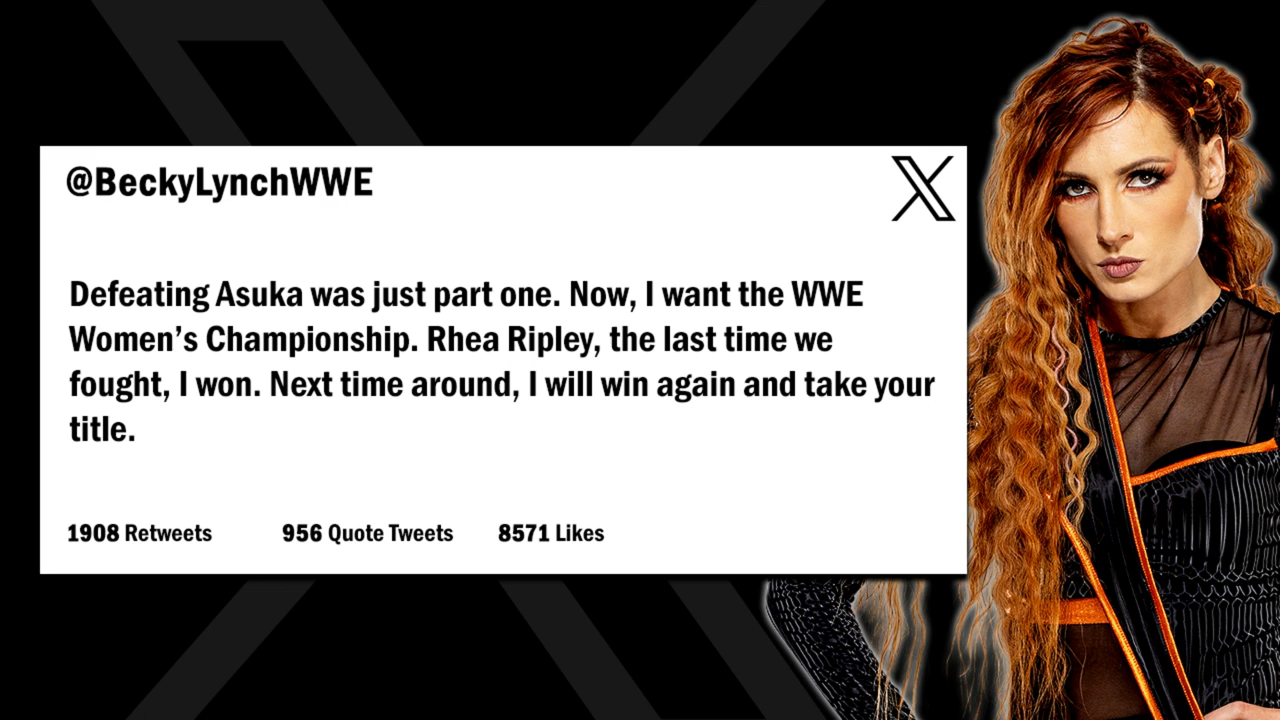 @BeckyLynchWWE
Defeating Asuka was just part one. Now, I want the WWE
Women’s Championship. Rhea Ripley, the last time we
fought, I won. Next time around, I will win again and take your
title.
1908 Retweets 956 Quote Tweets 8571 Likes